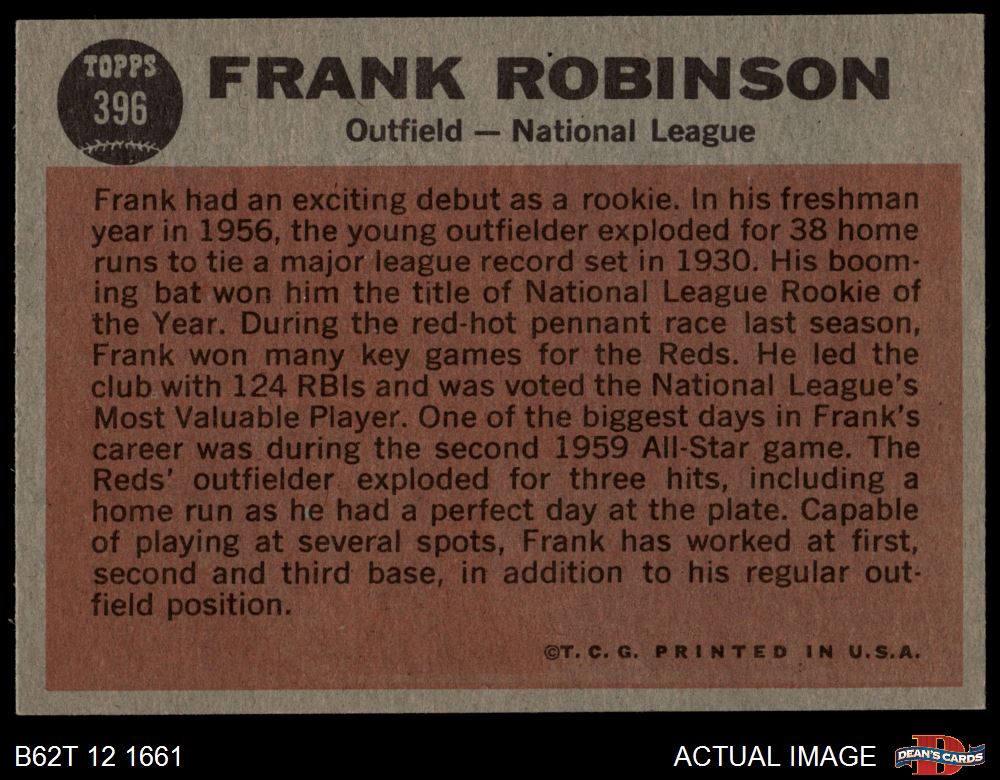 TOPPS
396
FRANK ROBINSON
Outfield — National League
Frank had an exciting debut as a rookie. In his freshman
year in 1956, the young outfielder exploded for 38 home
runs to tie a major league record set in 1930. His boom-
ing bat won him the title of National League Rookie of
the Year. During the red-hot pennant race last season,
Frank won many key games for the Reds. He led the
club with 124 RBIs and was voted the National League's
Most Valuable Player. One of the biggest days in Frank's
career was during the second 1959 All-Star game. The
Reds' outfielder exploded for three hits, including a
home run as he had a perfect day at the plate. Capable
of playing at several spots, Frank has worked at first,
second and third base, in addition to his regular out-
field position.
©T. C. G. PRINTED IN U.S.A.
B62T 12 1661
ACTUAL IMAGE
D
DEAN'S CARDS